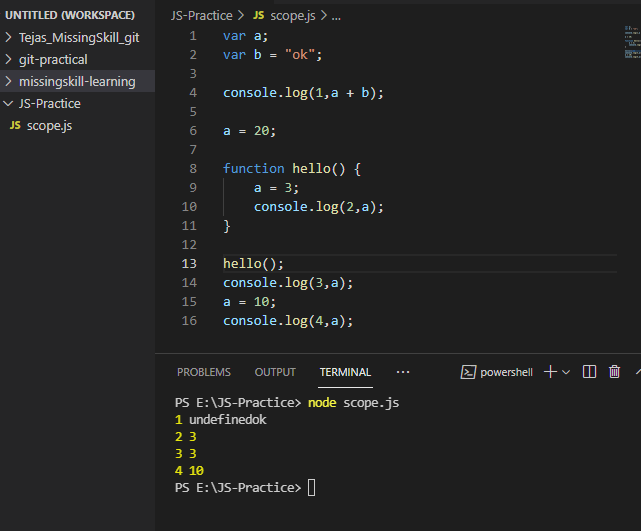 UNTITLED (WORKSPACE)
> Tejas_MissingSkill_git
> git-practical
> missingskill-learning
JS-Practice
JS scope.js
JS-Practice > JS scope.js > ...
1 var a;
2 var b = "ok";
3
4 console.log(1,a + b);
5
6 a = 20;
7
8 function hello() {
9 a = 3;
10 console.log(2,a);
11 }
12
13 hello();
14 console.log(3,a);
15 a = 10;
16 console.log(4,a);
PROBLEMS OUTPUT TERMINAL ... powershell
PS E:\JS-Practice> node scope.js
1 undefinedok
2 3
3 3
4 10
PS E:\JS-Practice>